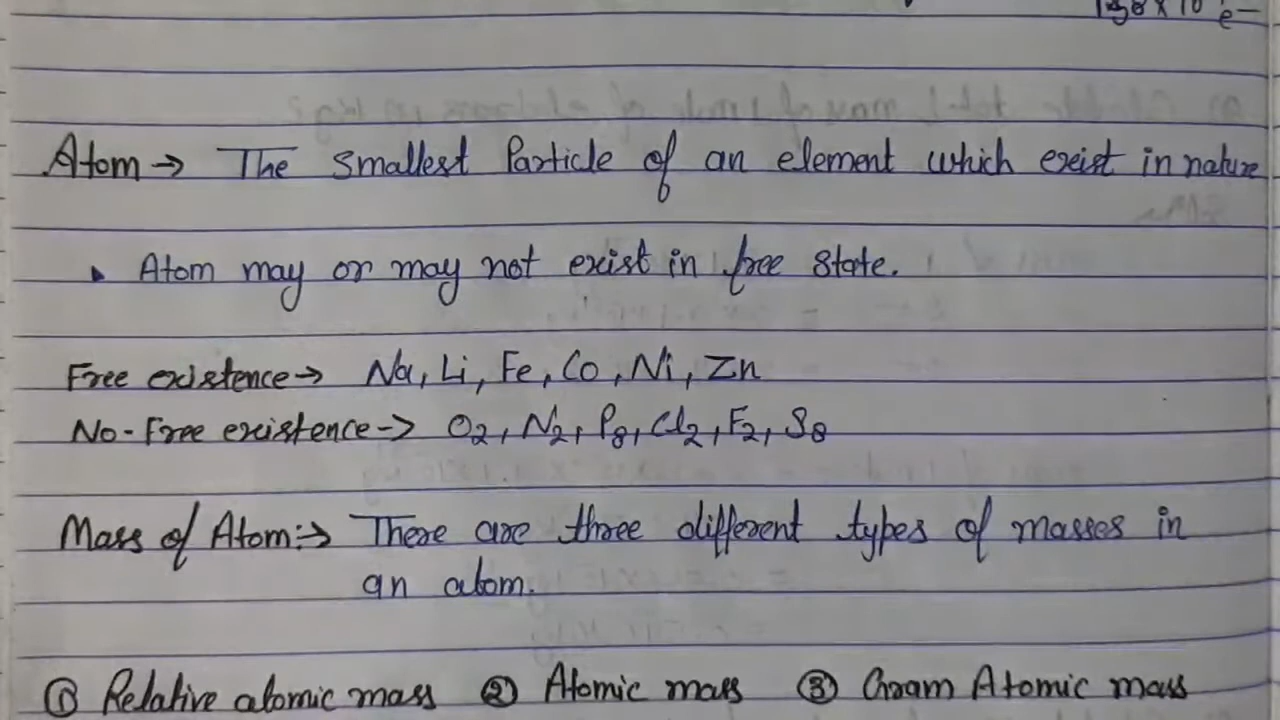 Atom → The Smallest Particle of an element which exist in nature
▸ Atom may or may not exist in free State.
Free existence → Na, Li, Fe, Co, Ni, Zn
No-Free existence -> O₂, N₂, P₈, Cl₂, F₂, S₈
Mass of Atom:→ There are three different types of masses in
an atom.
① Relative atomic mass ② Atomic mass ③ Gram Atomic mass